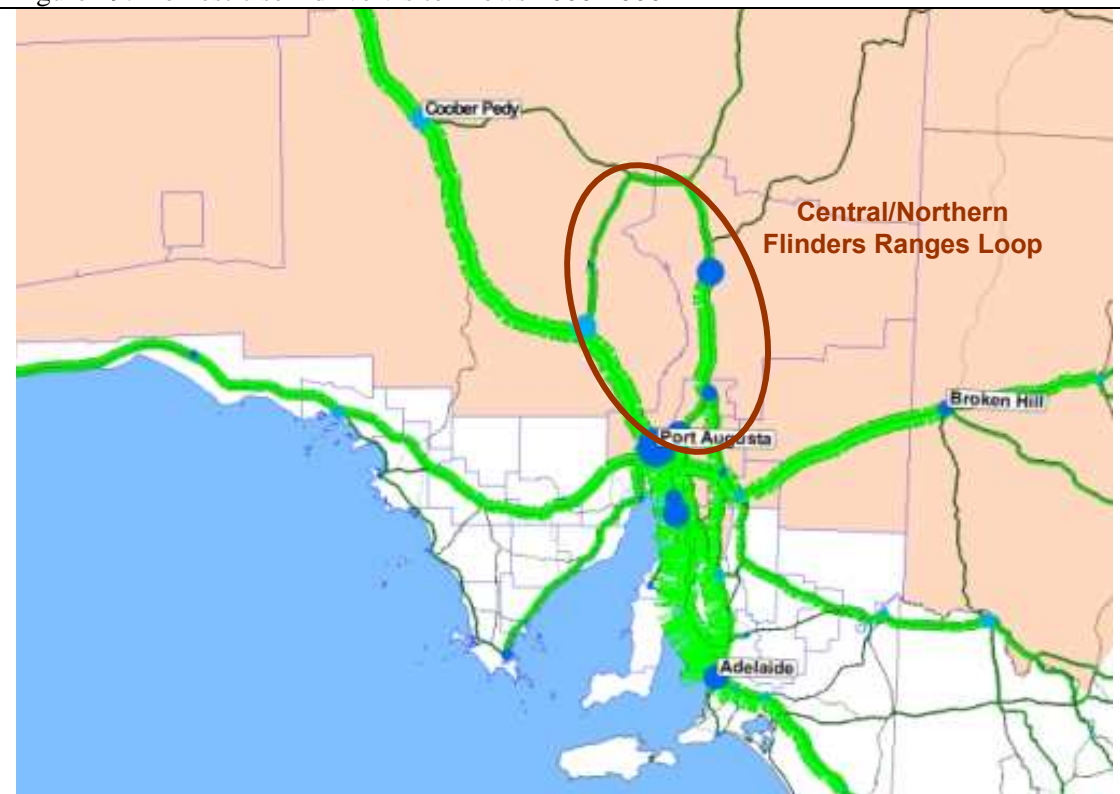 Coober Pedy
Central/Northern
Flinders Ranges Loop
Broken Hill
Port Augusta
Adelaide